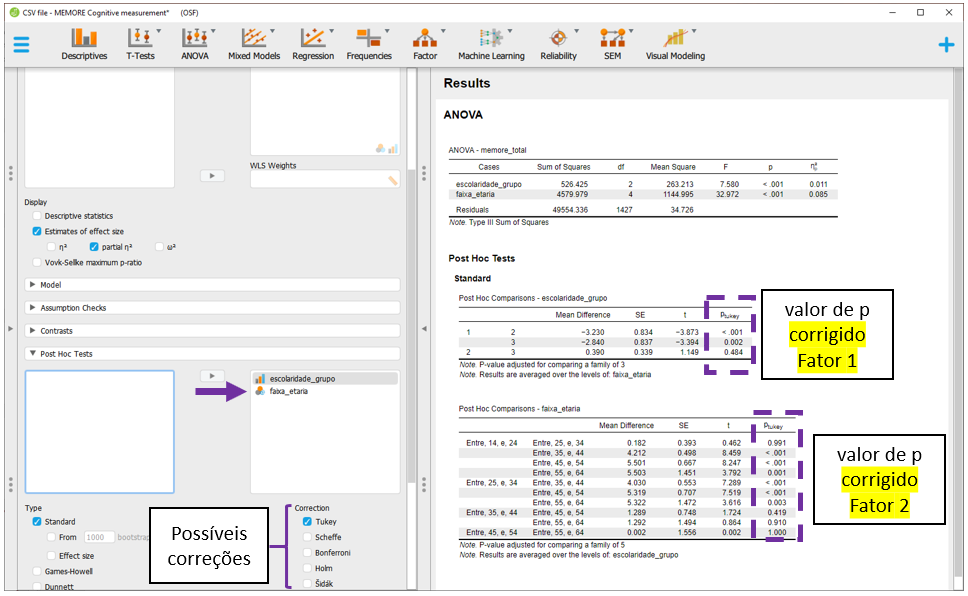 CSV file - MEMORE Cognitive measurement* (OSF)
Descriptives T-Tests ANOVA Mixed Models Regression Frequencies Factor Machine Learning Reliability SEM Visual Modeling
WLS Weights
Display
Descriptive statistics
Estimates of effect size
η² partial η² ω²
Vovk-Sellke maximum p-ratio
Model
Assumption Checks
Contrasts
Post Hoc Tests
escolaridade_grupo
faixa_etaria
Type
Standard
From 1000 bootstrap
Effect size
Games-Howell
Dunnett
Possíveis
correções
Correction
Tukey
Scheffe
Bonferroni
Holm
Šidák
Results
ANOVA
ANOVA - memore_total
Cases Sum of Squares df Mean Square F p η²p
escolaridade_grupo 526.425 2 263.213 7.580 < .001 0.011
faixa_etaria 4579.979 4 1144.995 32.972 < .001 0.085
Residuals 49554.336 1427 34.726
Note. Type III Sum of Squares
Post Hoc Tests
Standard
Post Hoc Comparisons - escolaridade_grupo
Mean Difference SE t ptukey
1 2 −3.230 0.834 −3.873 < .001
3 −2.840 0.837 −3.394 0.002
2 3 0.390 0.339 1.149 0.484
Note. P-value adjusted for comparing a family of 3
Note. Results are averaged over the levels of: faixa_etaria
valor de p
corrigido
Fator 1
Post Hoc Comparisons - faixa_etaria
Mean Difference SE t ptukey
Entre, 14, e, 24 Entre, 25, e, 34 0.182 0.393 0.462 0.991
Entre, 35, e, 44 4.212 0.498 8.459 < .001
Entre, 45, e, 54 5.501 0.667 8.247 < .001
Entre, 55, e, 64 5.503 1.451 3.792 0.001
Entre, 25, e, 34 Entre, 35, e, 44 4.030 0.553 7.289 < .001
Entre, 45, e, 54 5.319 0.707 7.519 < .001
Entre, 55, e, 64 5.322 1.472 3.616 0.003
Entre, 35, e, 44 Entre, 45, e, 54 1.289 0.748 1.724 0.419
Entre, 55, e, 64 1.292 1.494 0.864 0.910
Entre, 45, e, 54 Entre, 55, e, 64 0.002 1.556 0.002 1.000
Note. P-value adjusted for comparing a family of 5
Note. Results are averaged over the levels of: escolaridade_grupo
valor de p
corrigido
Fator 2